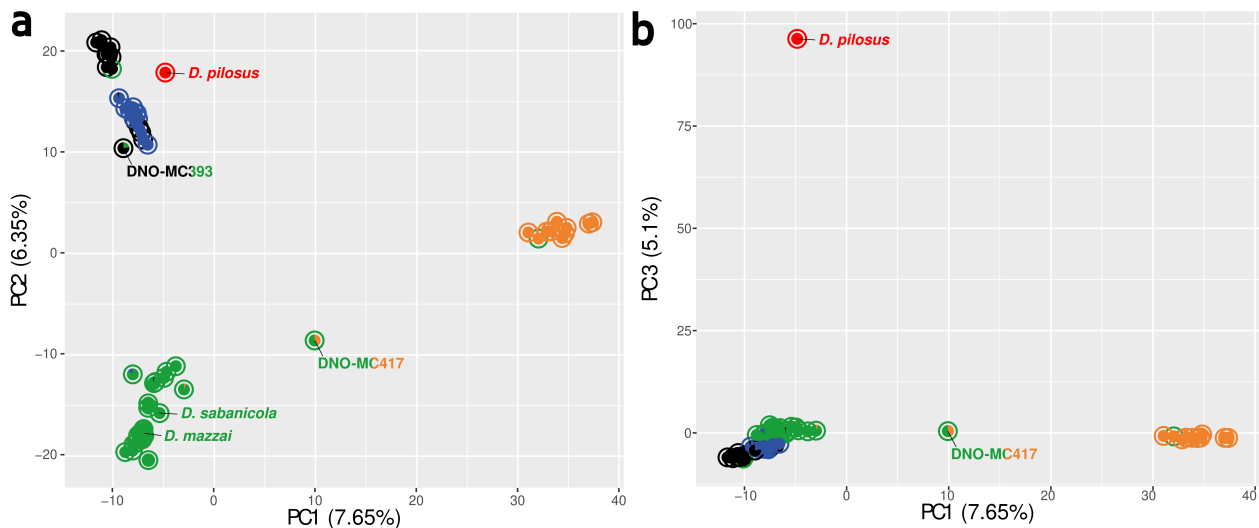 a
20
10
0
−10
−20
D. pilosus
DNO-MC393
DNO-MC417
D. sabanicola
D. mazzai
PC2 (6.35%)
−10 0 10 20 30 40
PC1 (7.65%)
b
100
75
50
25
0
D. pilosus
DNO-MC417
PC3 (5.1%)
−10 0 10 20 30 40
PC1 (7.65%)